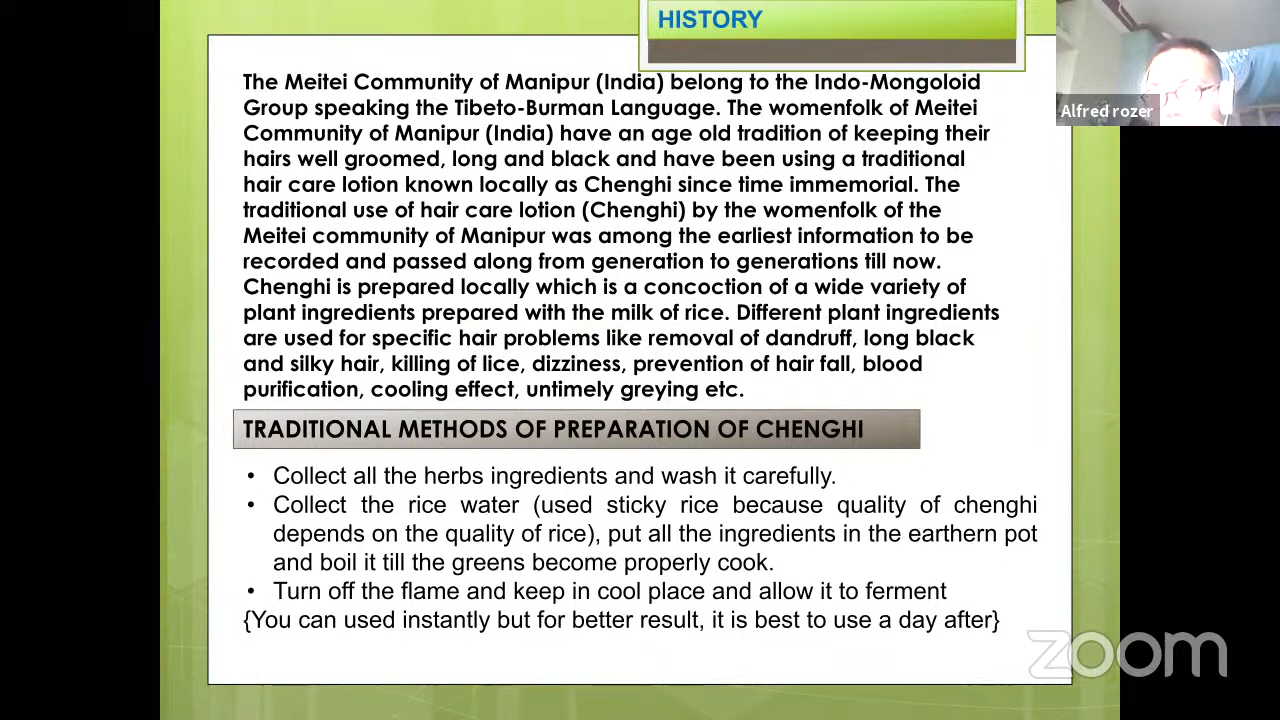 HISTORY
The Meitei Community of Manipur (India) belong to the Indo-Mongoloid
Group speaking the Tibeto-Burman Language. The womenfolk of Meitei
Community of Manipur (India) have an age old tradition of keeping their
hairs well groomed, long and black and have been using a traditional
hair care lotion known locally as Chenghi since time immemorial. The
traditional use of hair care lotion (Chenghi) by the womenfolk of the
Meitei community of Manipur was among the earliest information to be
recorded and passed along from generation to generations till now.
Chenghi is prepared locally which is a concoction of a wide variety of
plant ingredients prepared with the milk of rice. Different plant ingredients
are used for specific hair problems like removal of dandruff, long black
and silky hair, killing of lice, dizziness, prevention of hair fall, blood
purification, cooling effect, untimely greying etc.
TRADITIONAL METHODS OF PREPARATION OF CHENGHI
• Collect all the herbs ingredients and wash it carefully.
• Collect the rice water (used sticky rice because quality of chenghi
depends on the quality of rice), put all the ingredients in the earthern pot
and boil it till the greens become properly cook.
• Turn off the flame and keep in cool place and allow it to ferment
{You can used instantly but for better result, it is best to use a day after}
Alfred rozer
zoom